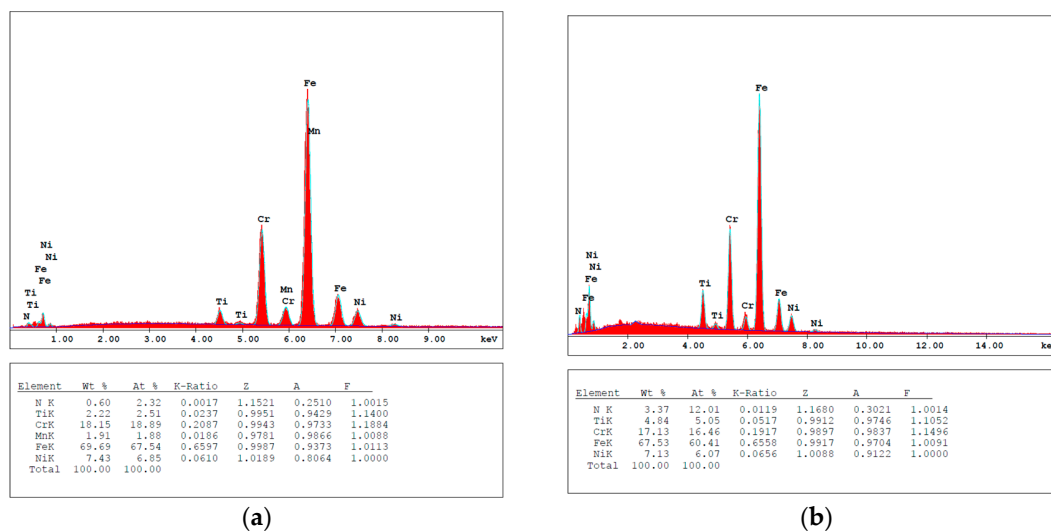 Fe
Mn
Cr
Ni
Ni
Fe
Fe
Ti
Ti
N
Ti
Ti
Mn
Cr
Fe
Ni
Ni
1.00 2.00 3.00 4.00 5.00 6.00 7.00 8.00 9.00 keV
Element Wt % At % K-Ratio Z A F
N K 0.60 2.32 0.0017 1.1521 0.2510 1.0015
TiK 2.22 2.51 0.0237 0.9951 0.9429 1.1400
CrK 18.15 18.89 0.2087 0.9943 0.9733 1.1884
MnK 1.91 1.88 0.0186 0.9781 0.9866 1.0088
FeK 69.69 67.54 0.6597 0.9987 0.9373 1.0113
NiK 7.43 6.85 0.0610 1.0189 0.8064 1.0000
Total 100.00 100.00
(a)
Fe
Cr
Ni
Ni
Fe
Fe
N
Ti
Ti
Cr
Fe
Ni
Ni
2.00 4.00 6.00 8.00 10.00 12.00 14.00 ke
Element Wt % At % K-Ratio Z A F
N K 3.37 12.01 0.0119 1.1680 0.3021 1.0014
TiK 4.84 5.05 0.0517 0.9912 0.9746 1.1052
CrK 17.13 16.46 0.1917 0.9897 0.9837 1.1496
FeK 67.53 60.41 0.6558 0.9917 0.9704 1.0091
NiK 7.13 6.07 0.0656 1.0088 0.9122 1.0000
Total 100.00 100.00
(b)